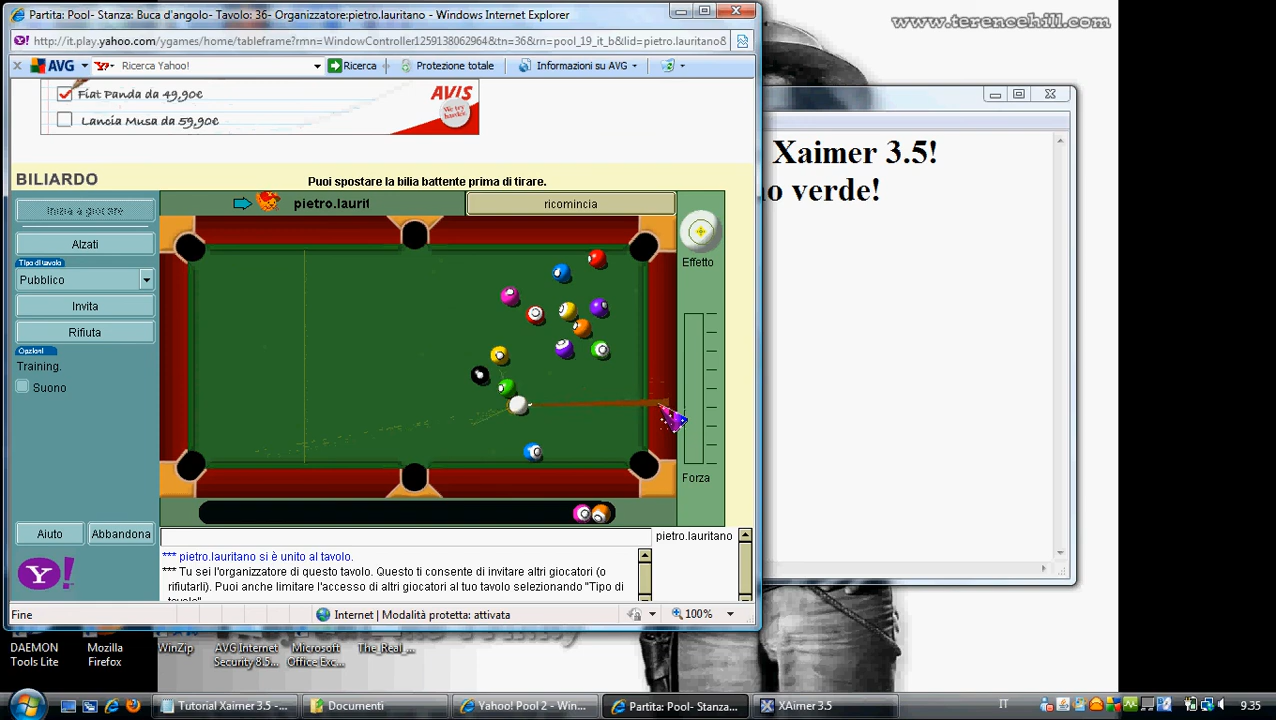 Partita: Pool- Stanza: Buca d'angolo- Tavolo: 36- Organizzatore:pietro.lauritano - Windows Internet Explorer
http://it.play.yahoo.com/ygames/home/tableframe?rmn=WindowController1259138062964&tn=36&rn=pool_19_it_b&lid=pietro.lauritano&
AVG Ricerca Yahoo! Ricerca Protezione totale Informazioni su AVG
Fiat Panda da 49,90€
Lancia Musa da 59,90€
AVIS
We try harder.
www.terencehill.com
Xaimer 3.5!
no verde!
BILIARDO
Puoi spostare la bilia battente prima di tirare.
Inizia a giocare
pietro.laurit
ricomincia
Alzati
Effetto
Tipo di tavolo
Pubblico
Invita
Rifiuta
Opzioni
Training.
Suono
Forza
Aiuto
Abbandona
pietro.lauritano
*** pietro.lauritano si è unito al tavolo.
*** Tu sei l'organizzatore di questo tavolo. Questo ti consente di invitare altri giocatori (o
rifiutarli). Puoi anche limitare l'accesso di altri giocatori al tuo tavolo selezionando "Tipo di
tavolo"
Y!
Fine
Internet | Modalità protetta: attivata
100%
DAEMON Tools Lite
Mozilla Firefox
WinZip
AVG Internet Security 8.5...
Microsoft Office Exc...
The_Real_...
Tutorial Xaimer 3.5 -...
Documenti
Yahoo! Pool 2 - Win...
Partita: Pool- Stanza...
XAimer 3.5
IT
9.35